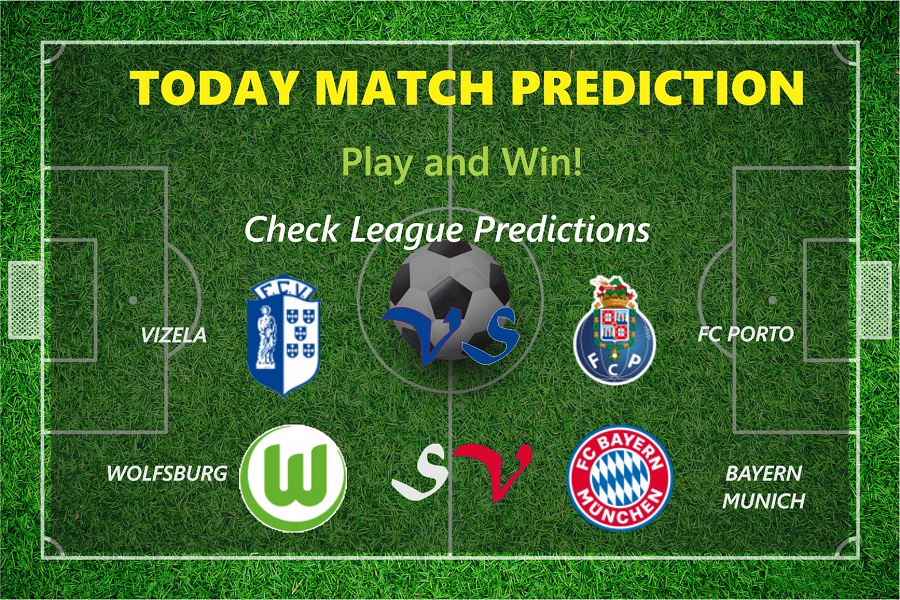 TODAY MATCH PREDICTION
Play and Win!
Check League Predictions
F.C.V.
VIZELA
VS
FC PORTO
FCP
WOLFSBURG
W
SV
FC BAYERN
MÜNCHEN
BAYERN
MUNICH